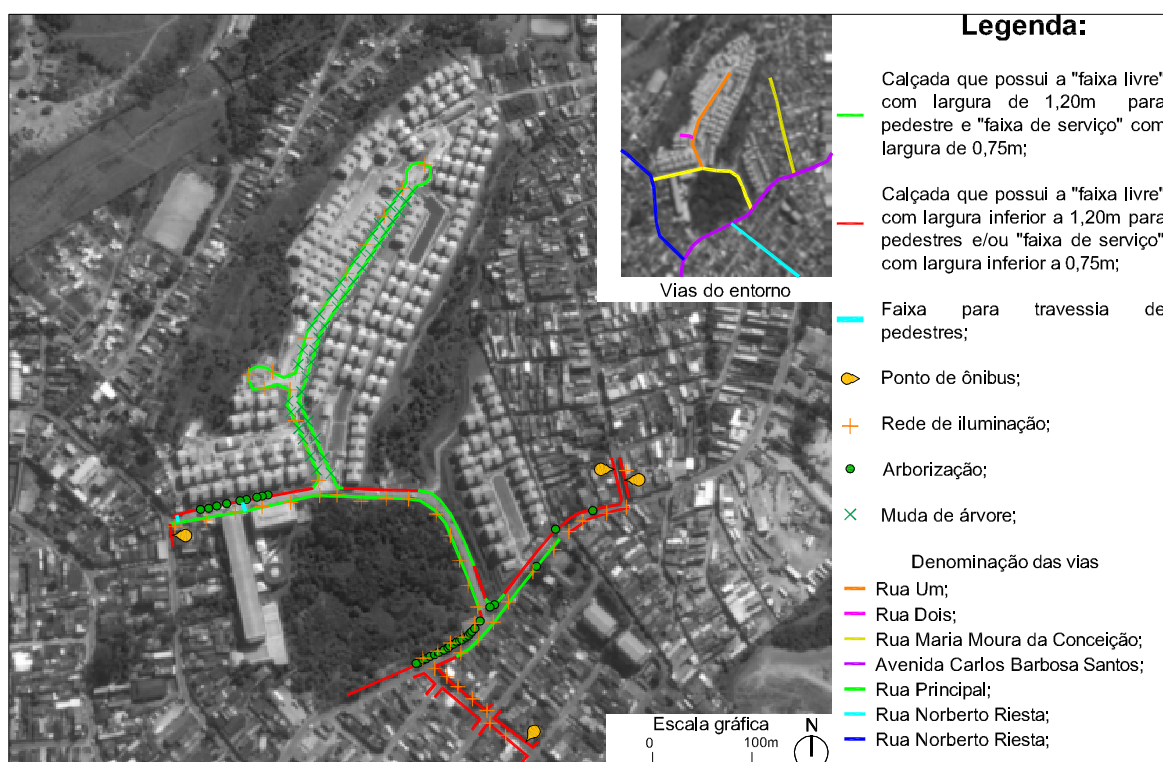 Legenda:
Calçada que possui a "faixa livre"
com largura de 1,20m para
pedestre e "faixa de serviço" com
largura de 0,75m;
Calçada que possui a "faixa livre"
com largura inferior a 1,20m para
pedestres e/ou "faixa de serviço"
com largura inferior a 0,75m;
Faixa para travessia de
pedestres;
Ponto de ônibus;
Rede de iluminação;
Arborização;
Muda de árvore;
Denominação das vias
Rua Um;
Rua Dois;
Rua Maria Moura da Conceição;
Avenida Carlos Barbosa Santos;
Rua Principal;
Rua Norberto Riesta;
Rua Norberto Riesta;
Vias do entorno
Escala gráfica
0 100m
N